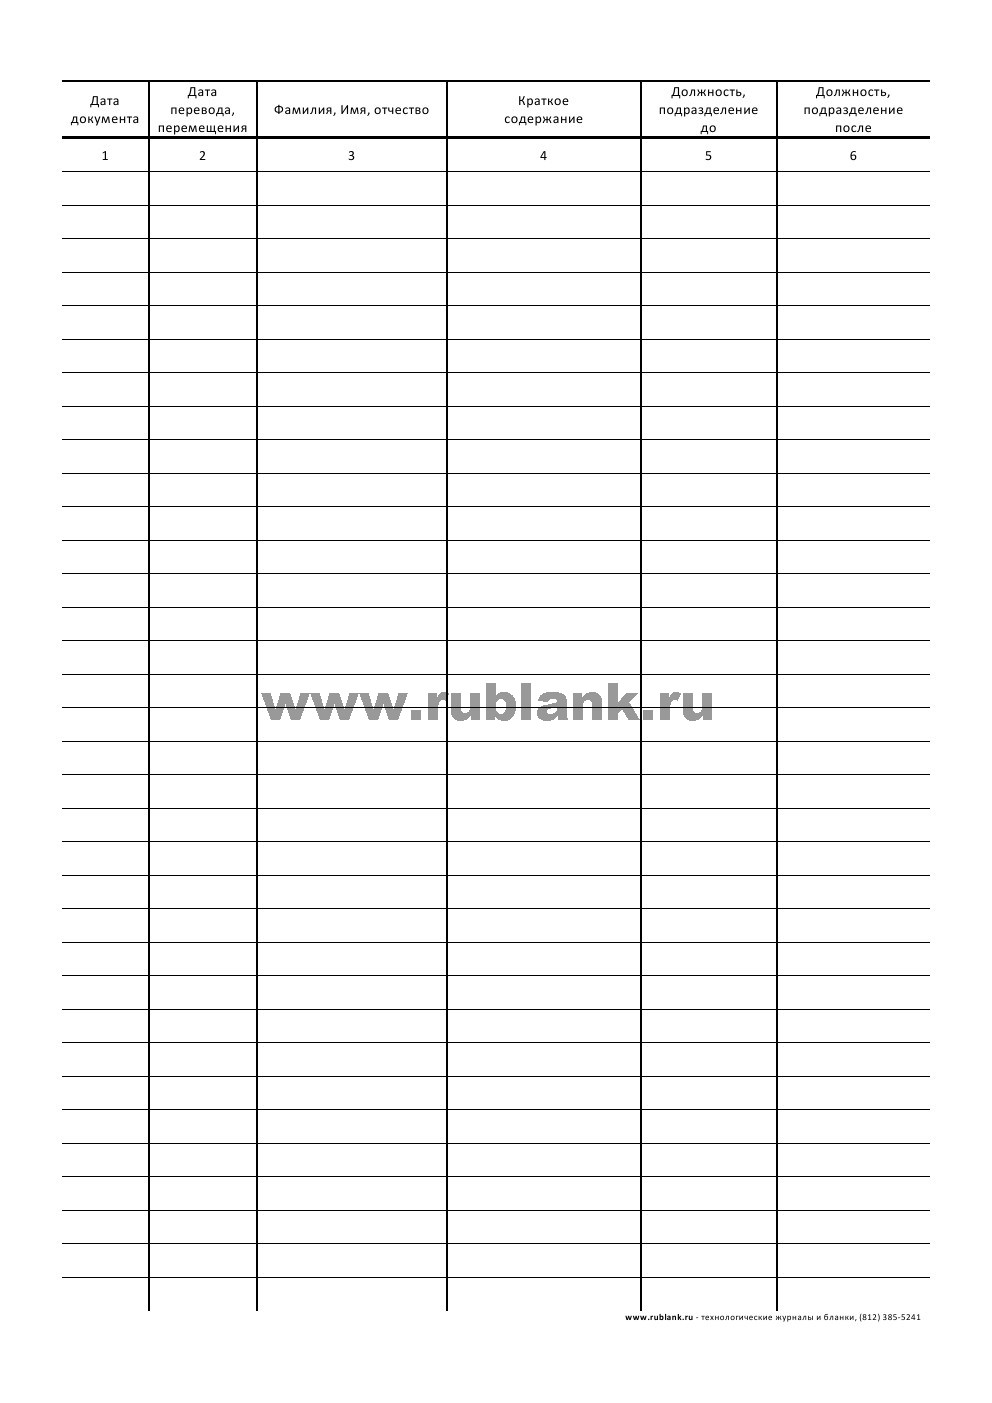 Дата
документа
Дата
перевода,
перемещения
Фамилия, Имя, отчество
Краткое
содержание
Должность,
подразделение
до
Должность,
подразделение
после
1 2 3 4 5 6
www.rublank.ru
www.rublank.ru - технологические журналы и бланки, (812) 385-5241